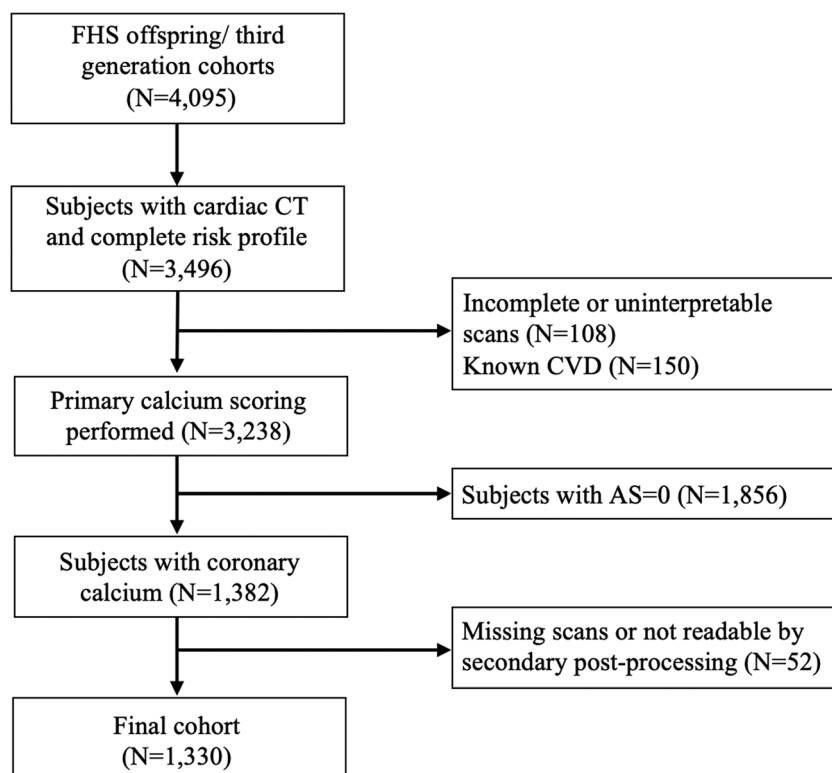 FHS offspring/ third
generation cohorts
(N=4,095)
Subjects with cardiac CT
and complete risk profile
(N=3,496)
Incomplete or uninterpretable
scans (N=108)
Known CVD (N=150)
Primary calcium scoring
performed (N=3,238)
Subjects with AS=0 (N=1,856)
Subjects with coronary
calcium (N=1,382)
Missing scans or not readable by
secondary post-processing (N=52)
Final cohort
(N=1,330)